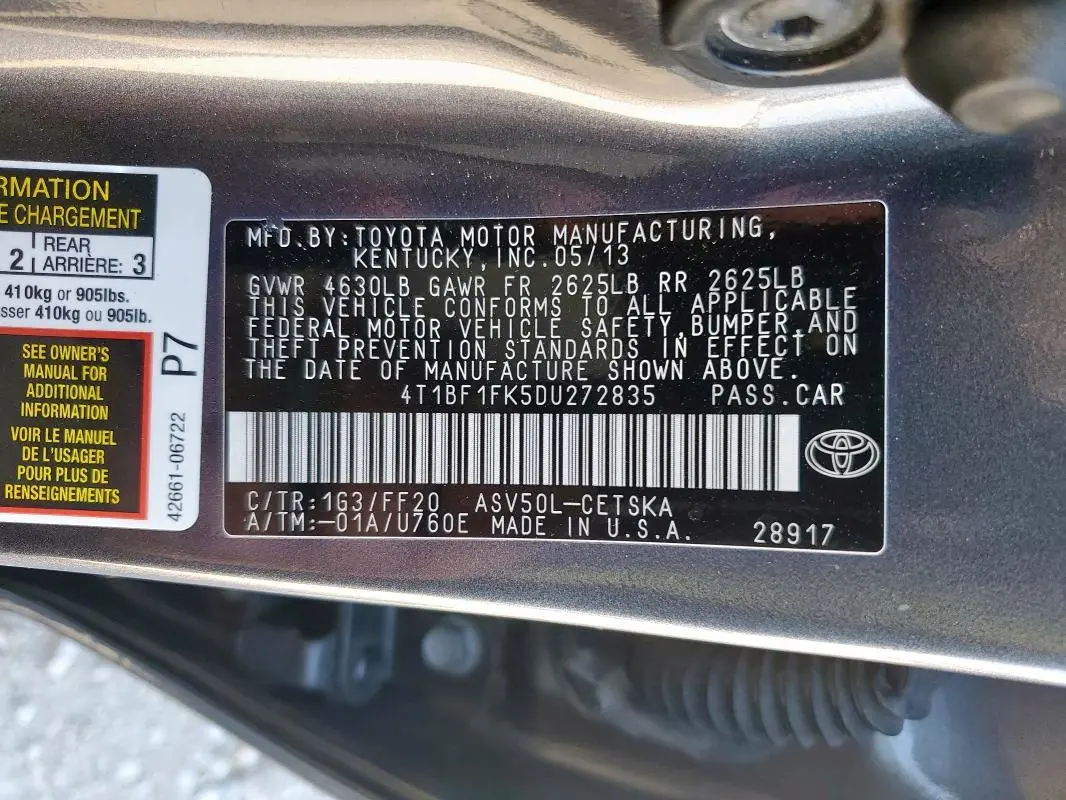 RMATION
E CHARGEMENT
2 REAR
ARRIÈRE: 3
410kg or 905lbs.
sser 410kg ou 905lb.
SEE OWNER'S
MANUAL FOR
ADDITIONAL
INFORMATION
VOIR LE MANUEL
DE L'USAGER
POUR PLUS DE
RENSEIGNEMENTS
P7
42661-06722
MFD.BY:TOYOTA MOTOR MANUFACTURING,
KENTUCKY,INC.05/13
GVWR 4630LB GAWR FR 2625LB RR 2625LB
THIS VEHICLE CONFORMS TO ALL APPLICABLE
FEDERAL MOTOR VEHICLE SAFETY,BUMPER,AND
THEFT PREVENTION STANDARDS IN EFFECT ON
THE DATE OF MANUFACTURE SHOWN ABOVE.
4T1BF1FK5DU272835 PASS.CAR
C/TR:1G3/FF20 ASV50L-CETSKA
A/TM:-01A/U760E MADE IN U.S.A. 28917